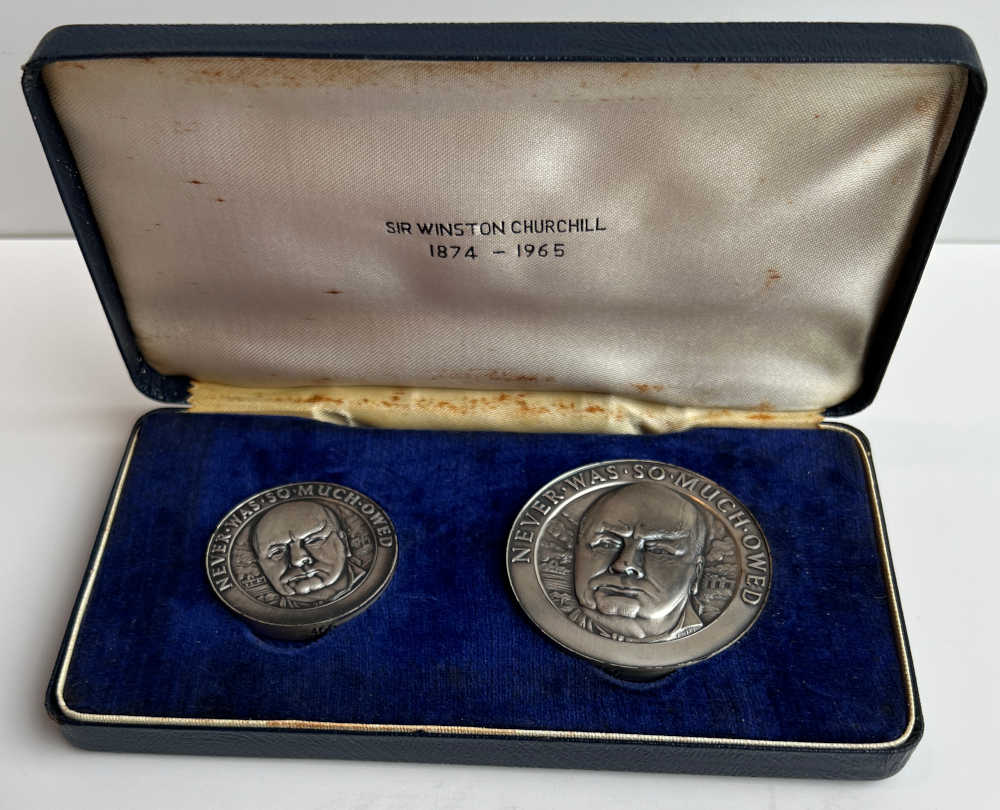 SIR WINSTON CHURCHILL
1874 – 1965
NEVER·WAS·SO·MUCH·OWED
NEVER·WAS·SO·MUCH·OWED